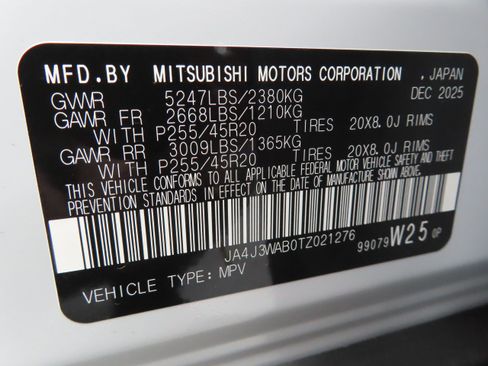 MFD.BY MITSUBISHI MOTORS CORPORATION, JAPAN
GVWR 5247LBS/2380KG DEC 2025
GAWR FR 2668LBS/1210KG
WITH P255/45R20 TIRES 20X8.0J RIMS
GAWR RR 3009LBS/1365KG
WITH P255/45R20 TIRES 20X8.0J RIMS
THIS VEHICLE CONFORMS TO ALL APPLICABLE FEDERAL MOTOR VEHICLE SAFETY AND THEFT
PREVENTION STANDARDS IN EFFECT ON THE DATE OF MANUFACTURE SHOWN ABOVE.
JA4J3WAB0TZ021276 99079 W25 0P
VEHICLE TYPE: MPV